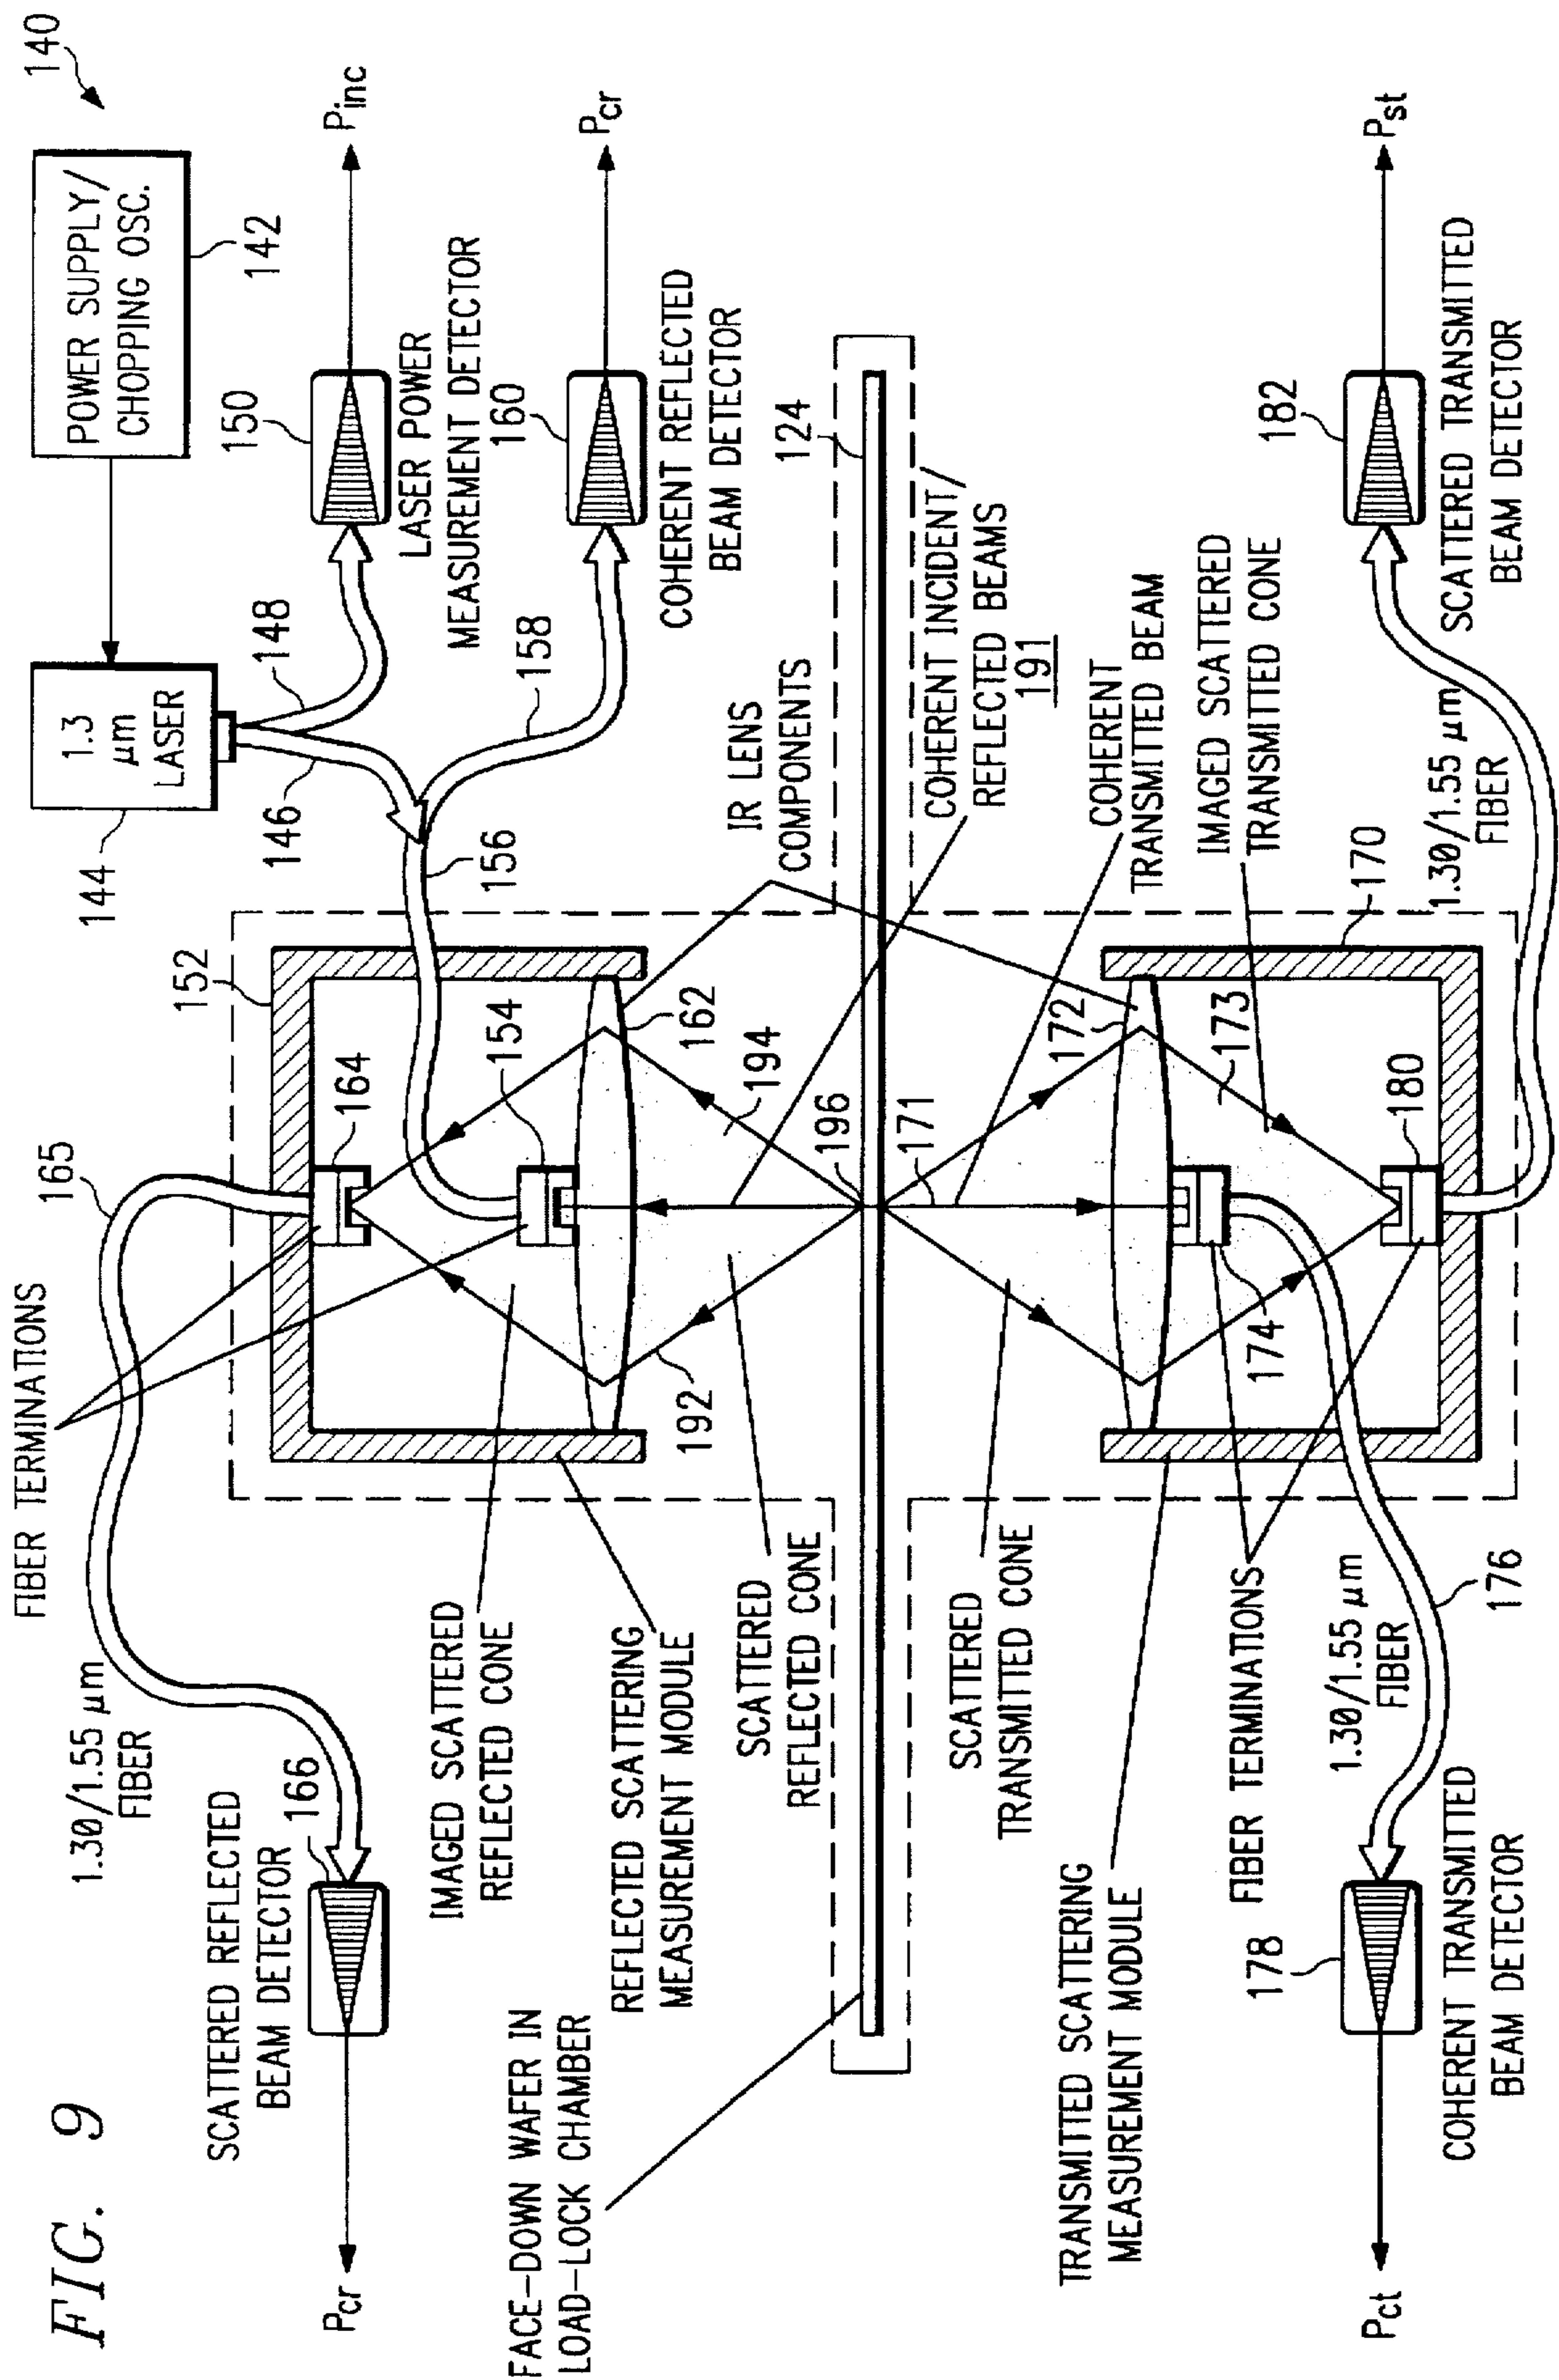 FIG. 9
140
POWER SUPPLY/
CHOPPING OSC.
142
1.3
µm
LASER
144
146
148
150
Pinc
LASER POWER
MEASUREMENT DETECTOR
156
158
160
Pcr
COHERENT REFLECTED
BEAM DETECTOR
FIBER TERMINATIONS
165
1.30/1.55 µm
FIBER
SCATTERED REFLECTED
BEAM DETECTOR
166
Pcr
152
164
154
162
194
192
IR LENS
COMPONENTS
IMAGED SCATTERED
REFLECTED CONE
REFLECTED SCATTERING
MEASUREMENT MODULE
SCATTERED
REFLECTED CONE
COHERENT INCIDENT/
REFLECTED BEAMS
191
124
196
FACE-DOWN WAFER IN
LOAD-LOCK CHAMBER
171
COHERENT
TRANSMITTED BEAM
SCATTERED
TRANSMITTED CONE
IMAGED SCATTERED
TRANSMITTED CONE
172
173
170
174
180
TRANSMITTED SCATTERING
MEASUREMENT MODULE
FIBER TERMINATIONS
1.30/1.55 µm
FIBER
176
178
Pct
COHERENT TRANSMITTED
BEAM DETECTOR
1.30/1.55 µm
FIBER
182
Pst
SCATTERED TRANSMITTED
BEAM DETECTOR